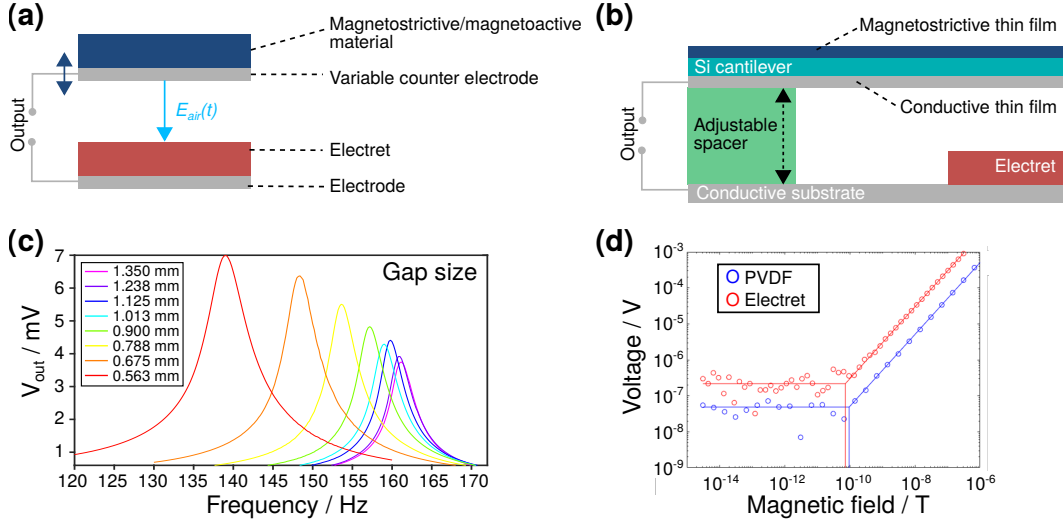 (a)
Magnetostrictive/magnetoactive
material
Variable counter electrode
E_air(t)
Output
Electret
Electrode
(b)
Magnetostrictive thin film
Si cantilever
Conductive thin film
Adjustable
spacer
Output
Electret
Conductive substrate
(c)
Gap size
1.350 mm
1.238 mm
1.125 mm
1.013 mm
0.900 mm
0.788 mm
0.675 mm
0.563 mm
V_out / mV
7
6
5
4
3
2
1
120 125 130 135 140 145 150 155 160 165 170
Frequency / Hz
(d)
PVDF
Electret
Voltage / V
10^-3
10^-4
10^-5
10^-6
10^-7
10^-8
10^-9
10^-14 10^-12 10^-10 10^-8 10^-6
Magnetic field / T